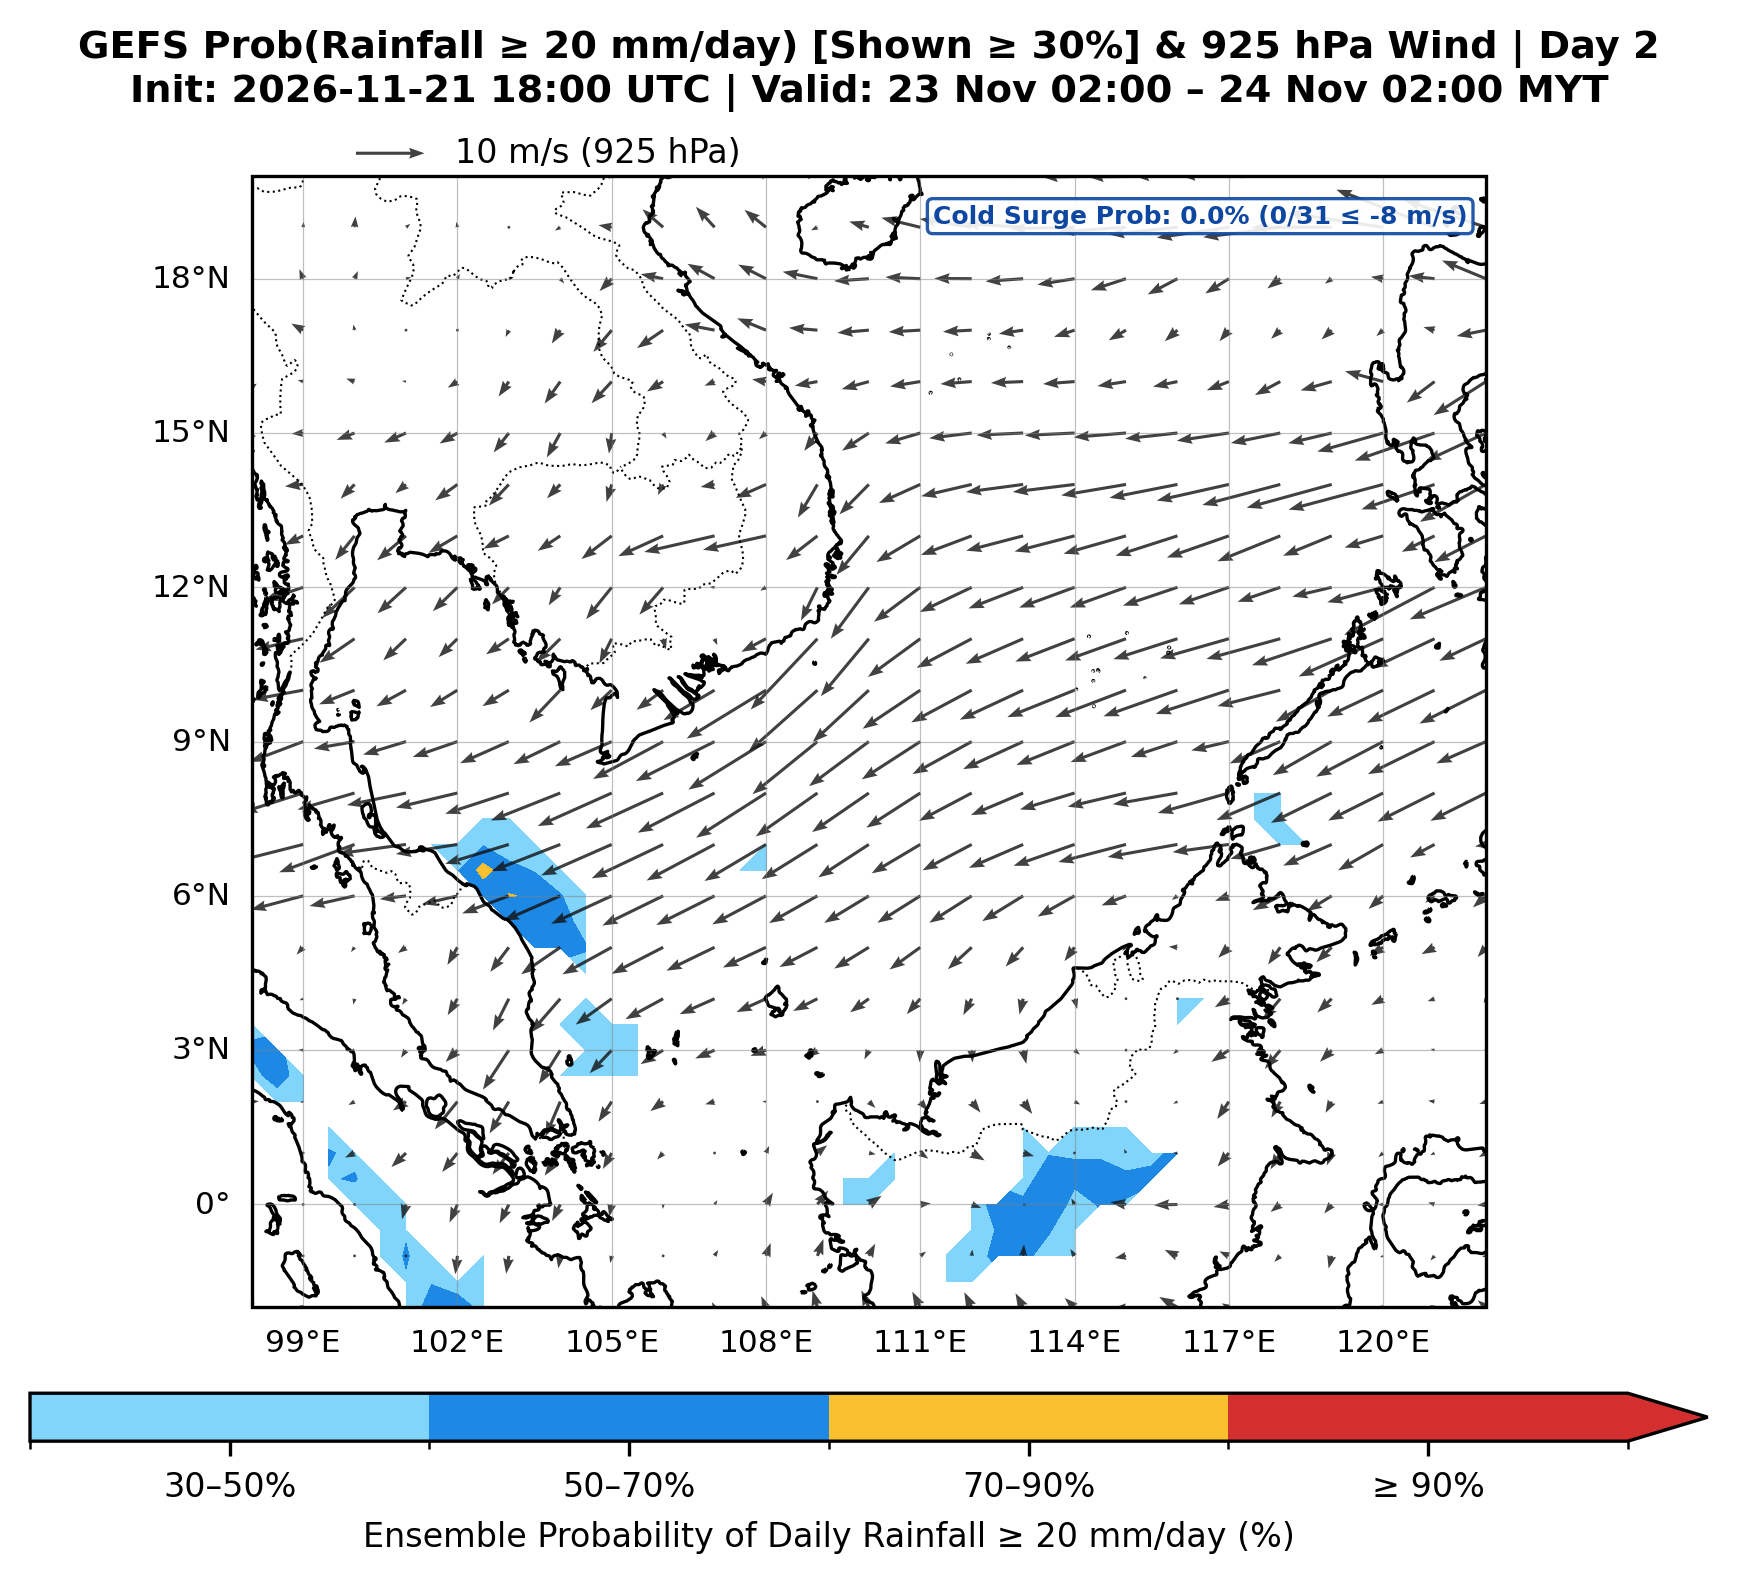 GEFS Prob(Rainfall ≥ 20 mm/day) [Shown ≥ 30%] & 925 hPa Wind | Day 2
Init: 2026-11-21 18:00 UTC | Valid: 23 Nov 02:00 – 24 Nov 02:00 MYT
10 m/s (925 hPa)
Cold Surge Prob: 0.0% (0/31 ≤ -8 m/s)
18°N
15°N
12°N
9°N
6°N
3°N
0°
99°E 102°E 105°E 108°E 111°E 114°E 117°E 120°E
30–50% 50–70% 70–90% ≥ 90%
Ensemble Probability of Daily Rainfall ≥ 20 mm/day (%)